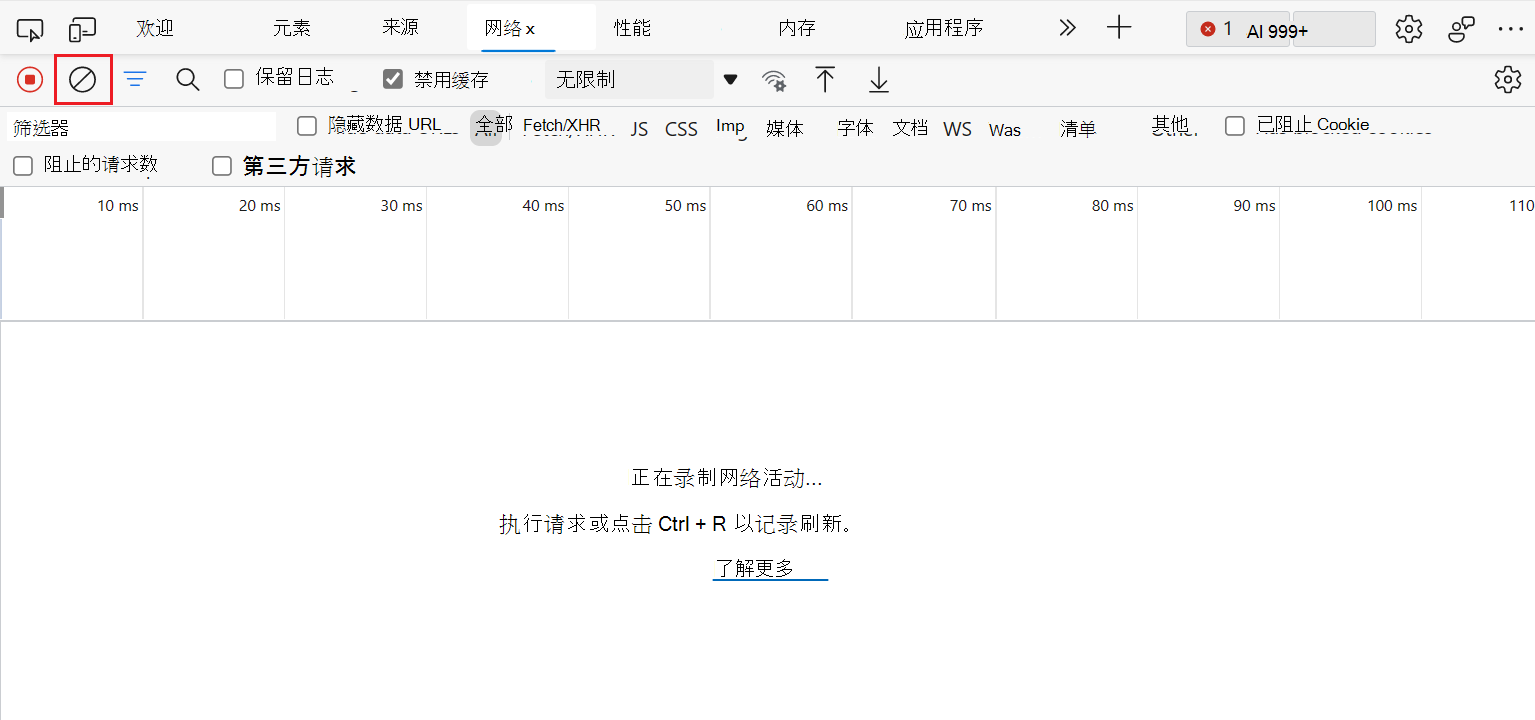 欢迎 元素 来源 网络 x 性能 内存 应用程序 1 AI 999+
保留日志 禁用缓存 无限制
筛选器 隐藏数据 URL 全部 Fetch/XHR JS CSS Imp 媒体 字体 文档 WS Was 清单 其他 已阻止 Cookie
阻止的请求数 第三方请求
10 ms 20 ms 30 ms 40 ms 50 ms 60 ms 70 ms 80 ms 90 ms 100 ms 110
正在录制网络活动...
执行请求或点击 Ctrl + R 以记录刷新。
了解更多